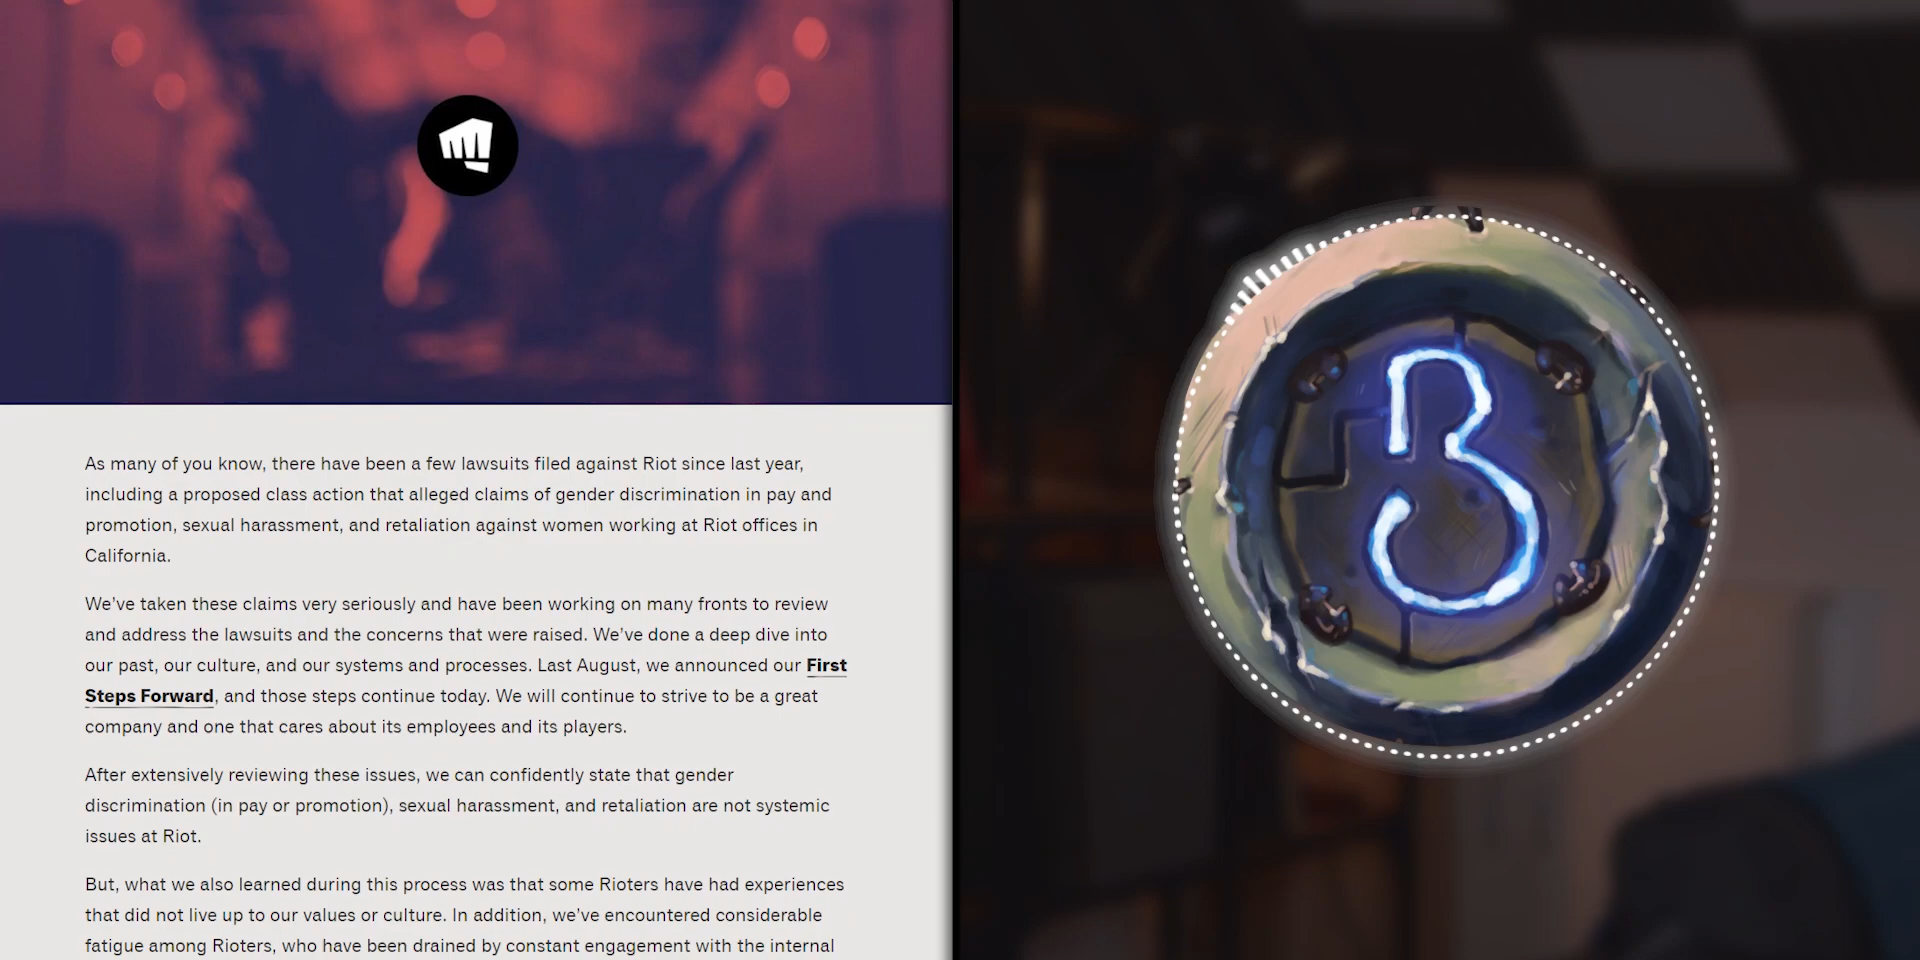 As many of you know, there have been a few lawsuits filed against Riot since last year,
including a proposed class action that alleged claims of gender discrimination in pay and
promotion, sexual harassment, and retaliation against women working at Riot offices in
California.
We’ve taken these claims very seriously and have been working on many fronts to review
and address the lawsuits and the concerns that were raised. We’ve done a deep dive into
our past, our culture, and our systems and processes. Last August, we announced our First
Steps Forward, and those steps continue today. We will continue to strive to be a great
company and one that cares about its employees and its players.
After extensively reviewing these issues, we can confidently state that gender
discrimination (in pay or promotion), sexual harassment, and retaliation are not systemic
issues at Riot.
But, what we also learned during this process was that some Rioters have had experiences
that did not live up to our values or culture. In addition, we’ve encountered considerable
fatigue among Rioters, who have been drained by constant engagement with the internal